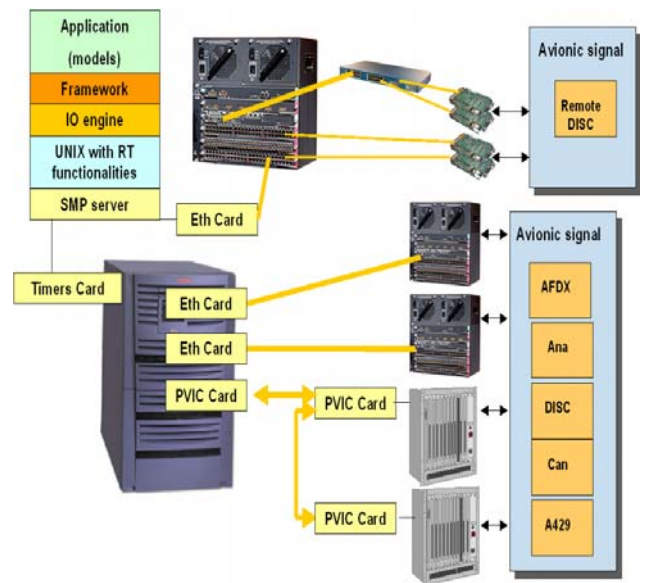 Application
(models)
Framework
IO engine
UNIX with RT
functionalities
SMP server
Eth Card
Timers Card
Eth Card
Eth Card
PVIC Card
PVIC Card
PVIC Card
Avionic signal
Remote
DISC
Avionic signal
AFDX
Ana
DISC
Can
A429